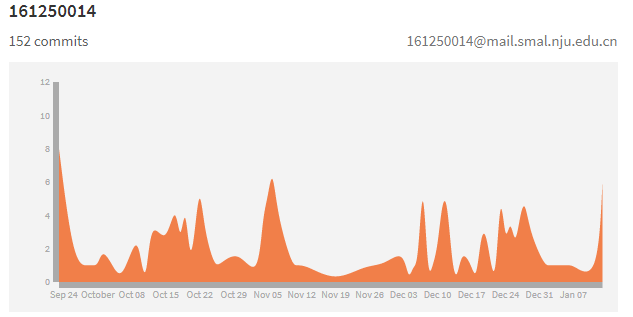 161250014
152 commits
161250014@mail.smal.nju.edu.cn
12
10
8
6
4
2
0
Sep 24 October Oct 08 Oct 15 Oct 22 Oct 29 Nov 05 Nov 12 Nov 19 Nov 26 Dec 03 Dec 10 Dec 17 Dec 24 Dec 31 Jan 07